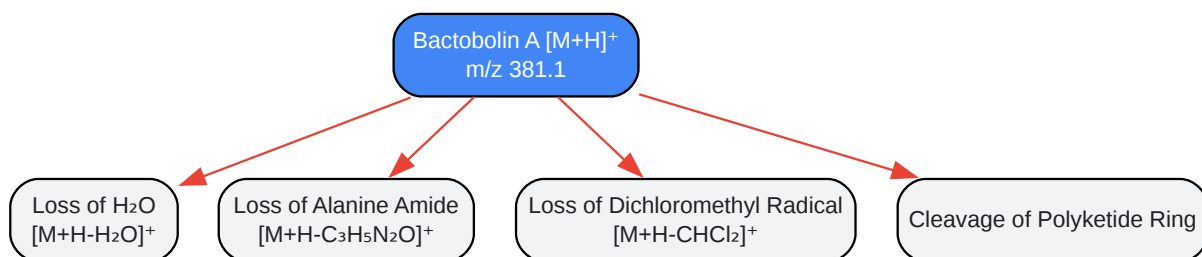 Bactobolin A [M+H]⁺
m/z 381.1
Loss of H₂O
[M+H-H₂O]⁺
Loss of Alanine Amide
[M+H-C₃H₅N₂O]⁺
Loss of Dichloromethyl Radical
[M+H-CHCl₂]⁺
Cleavage of Polyketide Ring